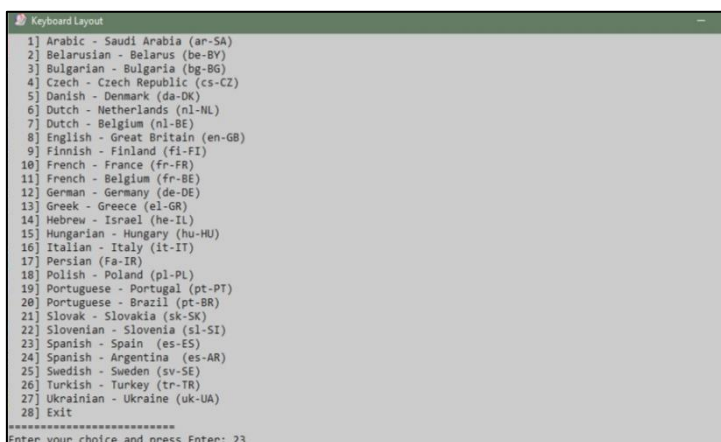 Keyboard Layout
1] Arabic - Saudi Arabia (ar-SA)
2] Belarusian - Belarus (be-BY)
3] Bulgarian - Bulgaria (bg-BG)
4] Czech - Czech Republic (cs-CZ)
5] Danish - Denmark (da-DK)
6] Dutch - Netherlands (nl-NL)
7] Dutch - Belgium (nl-BE)
8] English - Great Britain (en-GB)
9] Finnish - Finland (fi-FI)
10] French - France (fr-FR)
11] French - Belgium (fr-BE)
12] German - Germany (de-DE)
13] Greek - Greece (el-GR)
14] Hebrew - Israel (he-IL)
15] Hungarian - Hungary (hu-HU)
16] Italian - Italy (it-IT)
17] Persian (Fa-IR)
18] Polish - Poland (pl-PL)
19] Portuguese - Portugal (pt-PT)
20] Portuguese - Brazil (pt-BR)
21] Slovak - Slovakia (sk-SK)
22] Slovenian - Slovenia (sl-SI)
23] Spanish - Spain (es-ES)
24] Spanish - Argentina (es-AR)
25] Swedish - Sweden (sv-SE)
26] Turkish - Turkey (tr-TR)
27] Ukrainian - Ukraine (uk-UA)
28] Exit
==========================
Enter your choice and press Enter: 23